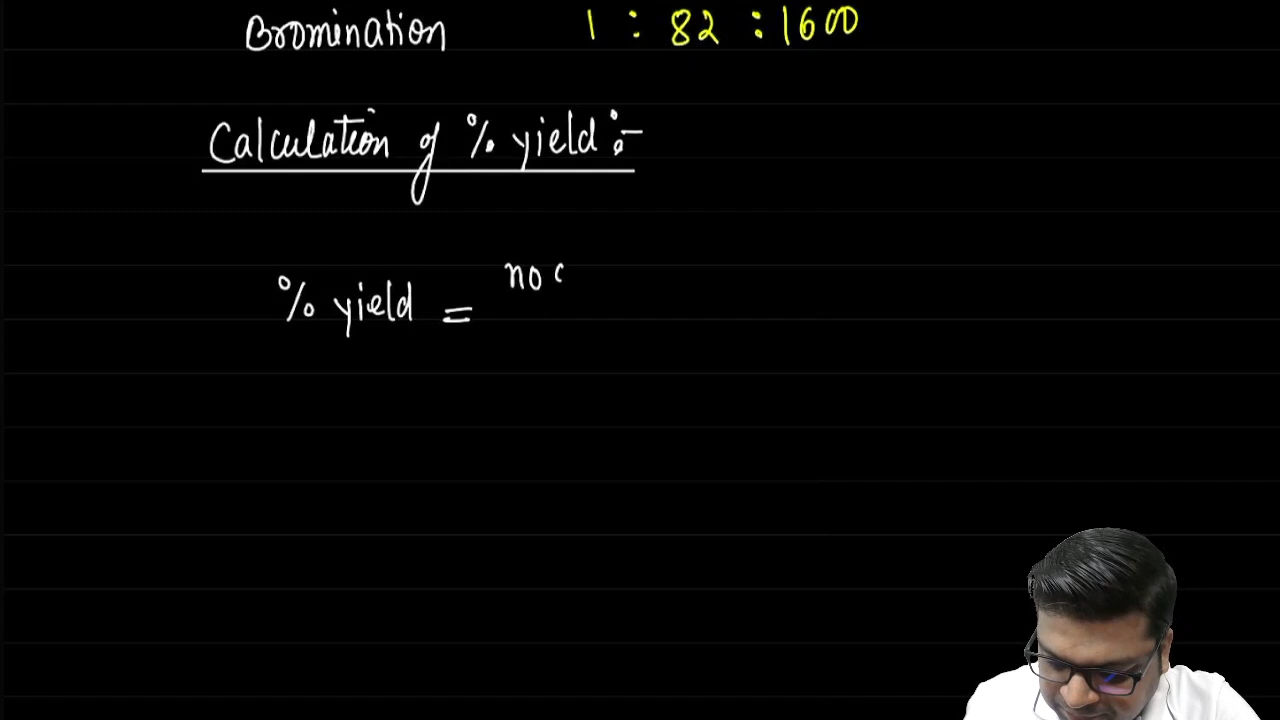 Bromination 1 : 82 : 1600
Calculation of % yield :-
% yield = no